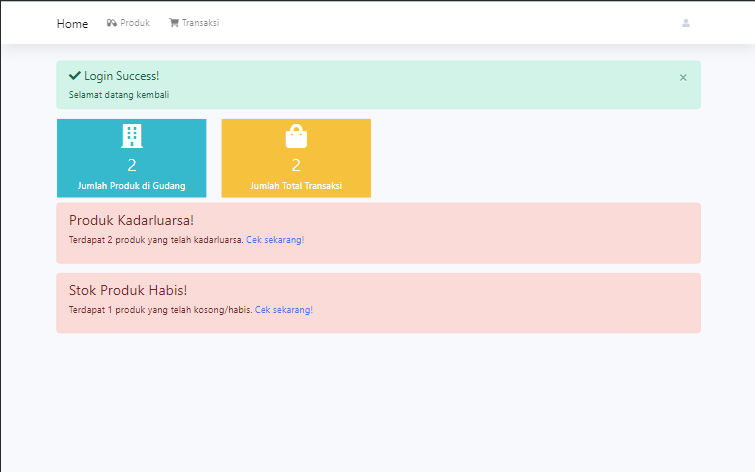 Home Produk Transaksi
Login Success! ×
Selamat datang kembali
2
Jumlah Produk di Gudang
2
Jumlah Total Transaksi
Produk Kadarluarsa!
Terdapat 2 produk yang telah kadarluarsa. Cek sekarang!
Stok Produk Habis!
Terdapat 1 produk yang telah kosong/habis. Cek sekarang!